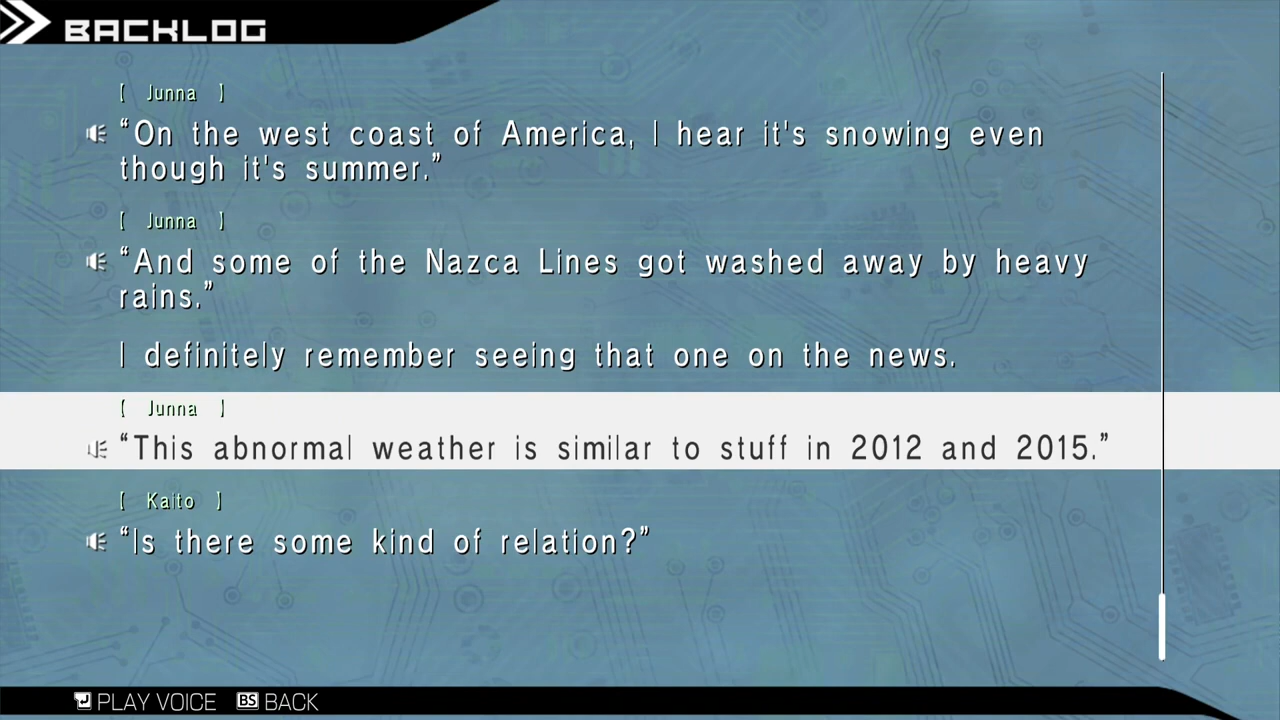 BACKLOG
【 Junna 】
“On the west coast of America, I hear it's snowing even
though it's summer.”
【 Junna 】
“And some of the Nazca Lines got washed away by heavy
rains.”
I definitely remember seeing that one on the news.
【 Junna 】
“This abnormal weather is similar to stuff in 2012 and 2015.”
【 Kaito 】
“Is there some kind of relation?”
PLAY VOICE BS BACK